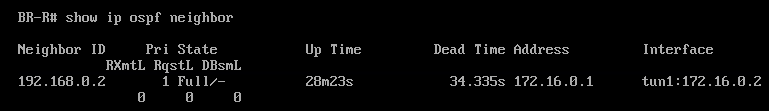 BR-R# show ip ospf neighbor
Neighbor ID Pri State Up Time Dead Time Address Interface
RXmtL RqstL DBsmL
192.168.0.2 1 Full/- 28m23s 34.335s 172.16.0.1 tun1:172.16.0.2
0 0 0